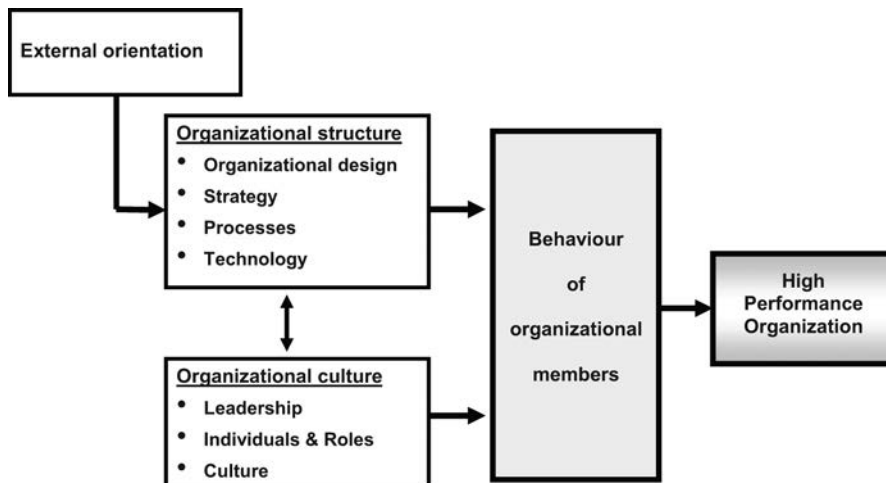 External orientation
Organizational structure
• Organizational design
• Strategy
• Processes
• Technology
Organizational culture
• Leadership
• Individuals & Roles
• Culture
Behaviour
of
organizational
members
High
Performance
Organization